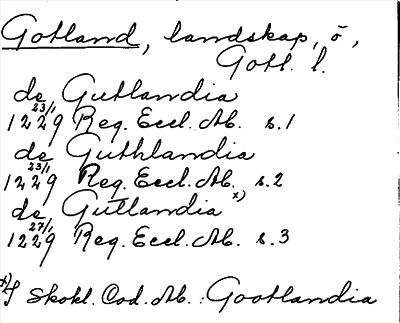 Gotland, landskap, ö,
Gotl. l.
de Gutlandia
23/1
1229 Reg. Eccl. Ab. s.1
de Guthlandia
23/1
1229 Reg. Eccl. Ab. s.2
de Gutlandia x)
27/1
1229 Reg. Eccl. Ab. s.3
x) Skokl. Cod. Ab.: Gootlandia